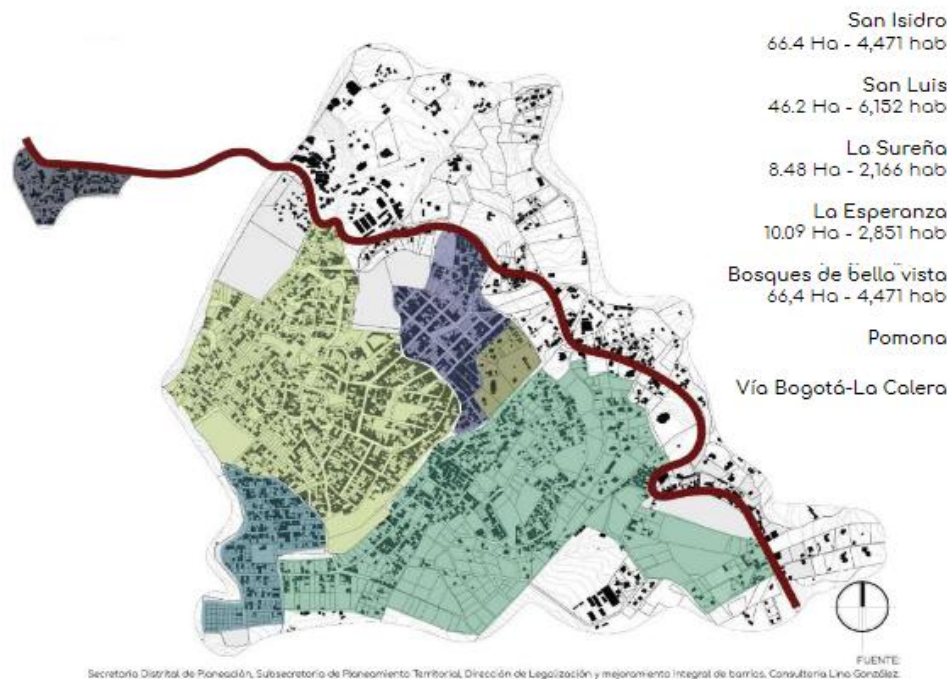 San Isidro
66.4 Ha - 4,471 hab
San Luis
46.2 Ha - 6,152 hab
La Sureña
8.48 Ha - 2,166 hab
La Esperanza
10.09 Ha - 2,851 hab
Bosques de bella vista
66,4 Ha - 4,471 hab
Pomona
Vía Bogotá-La Calera
FUENTE:
Secretaria Distrital de Planeación, Subsecretaria de Planeamiento Territorial, Dirección de Legalización y mejoramiento Integral de barrios, Consultoria Lina González.